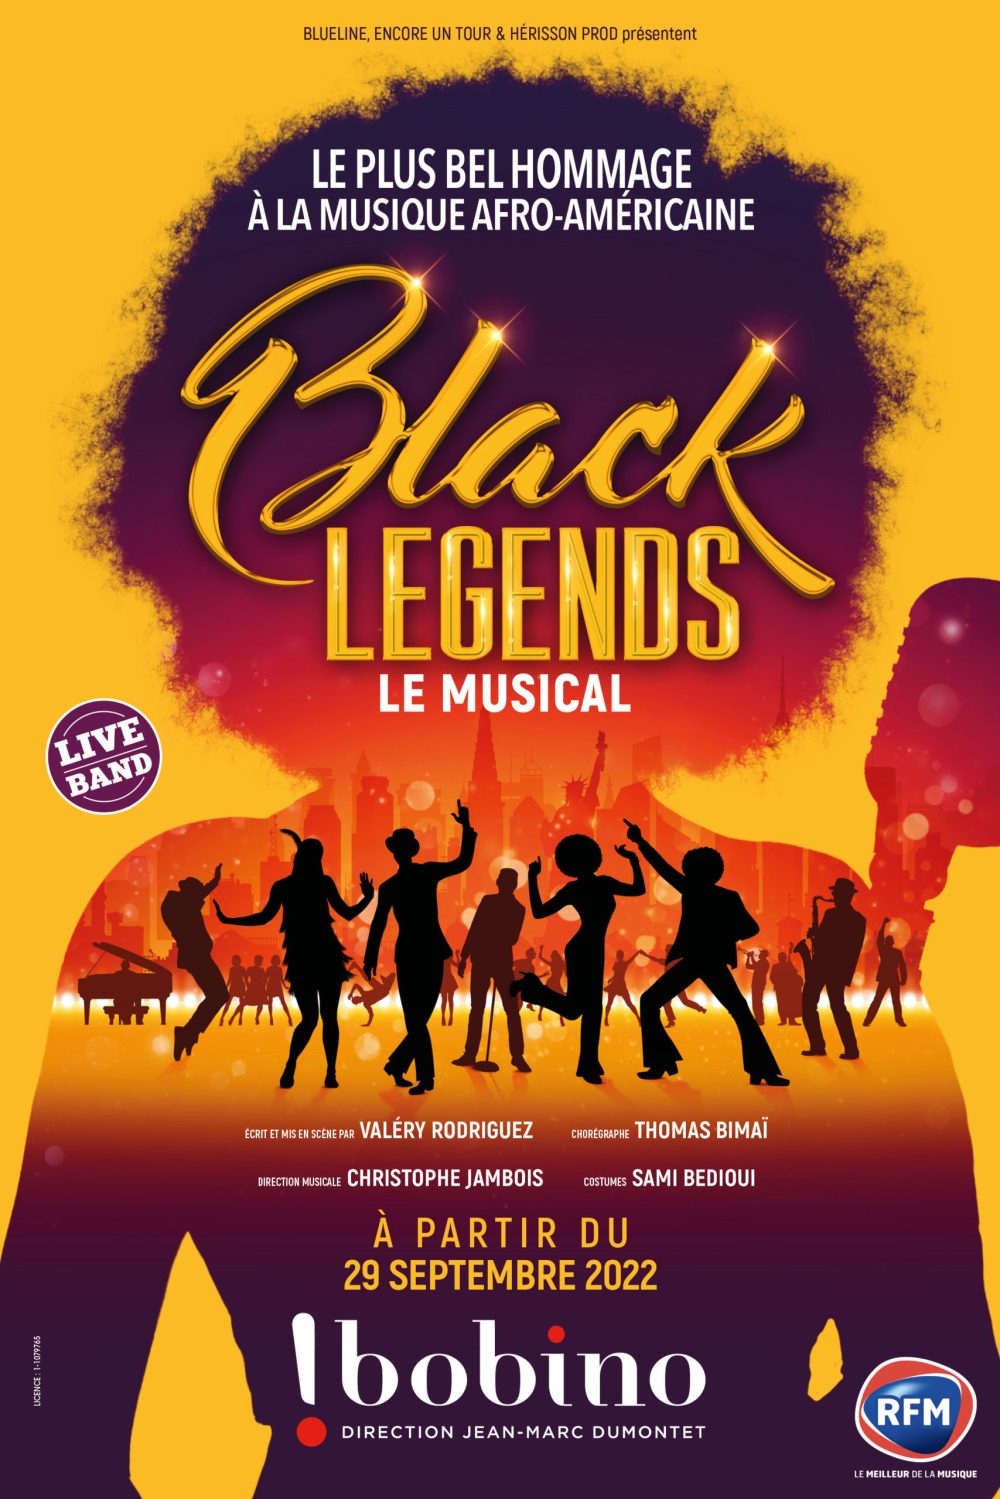 BLUELINE, ENCORE UN TOUR & HÉRISSON PROD présentent
LE PLUS BEL HOMMAGE
À LA MUSIQUE AFRO-AMÉRICAINE
Black
LEGENDS
LE MUSICAL
LIVE
BAND
ÉCRIT ET MIS EN SCÈNE PAR VALÉRY RODRIGUEZ CHORÉGRAPHE THOMAS BIMAÏ
DIRECTION MUSICALE CHRISTOPHE JAMBOIS COSTUMES SAMI BEDIOUI
À PARTIR DU
29 SEPTEMBRE 2022
!bobino
DIRECTION JEAN-MARC DUMONTET
LICENCE : 1-1079765
RFM
LE MEILLEUR DE LA MUSIQUE